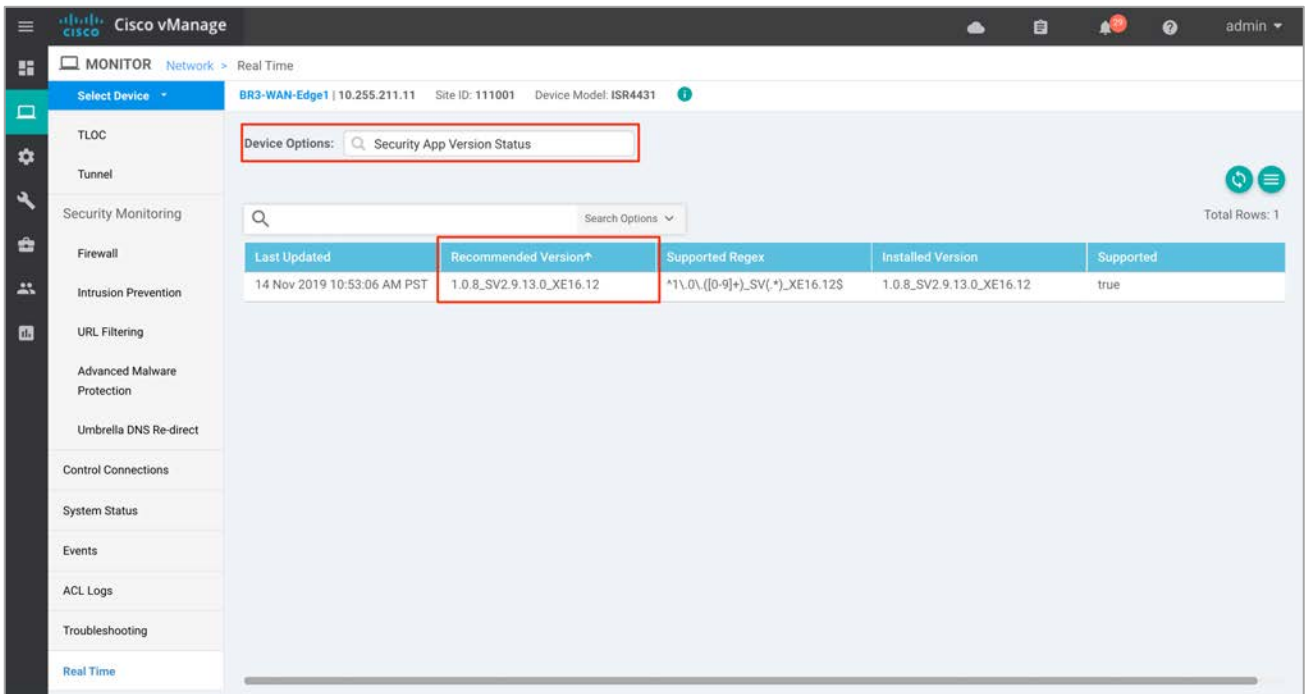 cisco Cisco vManage 29 admin
MONITOR Network > Real Time
Select Device BR3-WAN-Edge1 | 10.255.211.11 Site ID: 111001 Device Model: ISR4431
TLOC
Device Options: Security App Version Status
Tunnel
Security Monitoring
Search Options
Total Rows: 1
Firewall
Last Updated Recommended Version↑ Supported Regex Installed Version Supported
14 Nov 2019 10:53:06 AM PST 1.0.8_SV2.9.13.0_XE16.12 ^1\.0\.([0-9]+)_SV(.*)_XE16.12$ 1.0.8_SV2.9.13.0_XE16.12 true
Intrusion Prevention
URL Filtering
Advanced Malware
Protection
Umbrella DNS Re-direct
Control Connections
System Status
Events
ACL Logs
Troubleshooting
Real Time